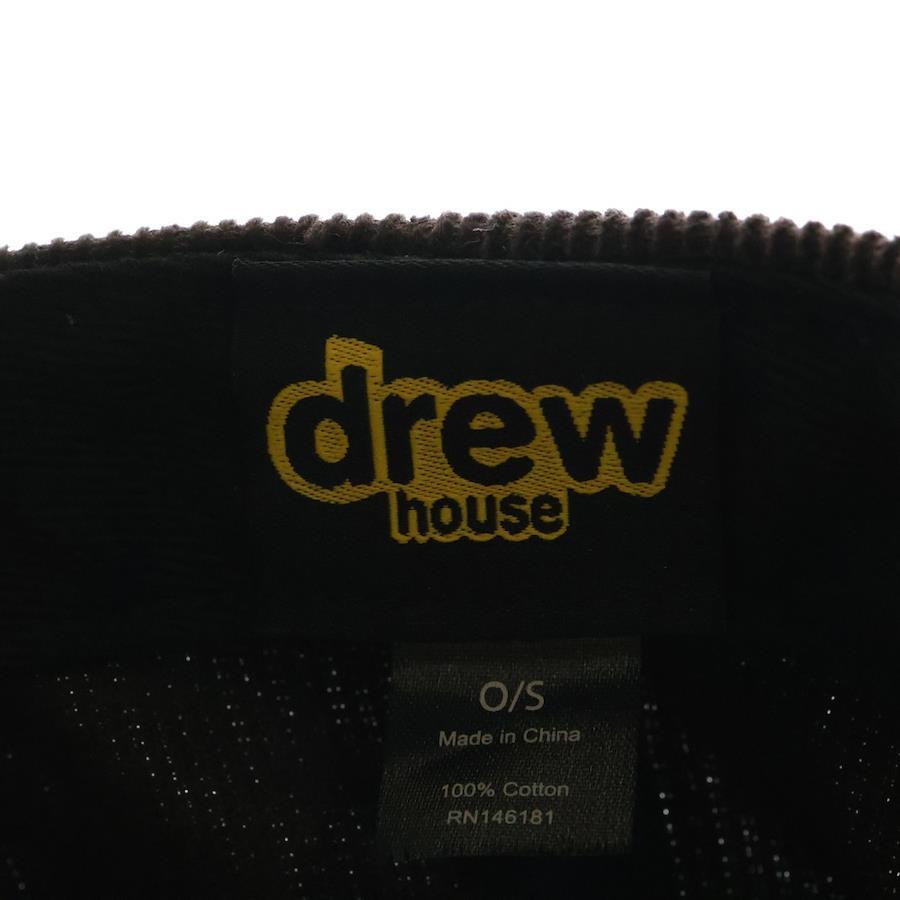 drew
house
O/S
Made in China
100% Cotton
RN146181